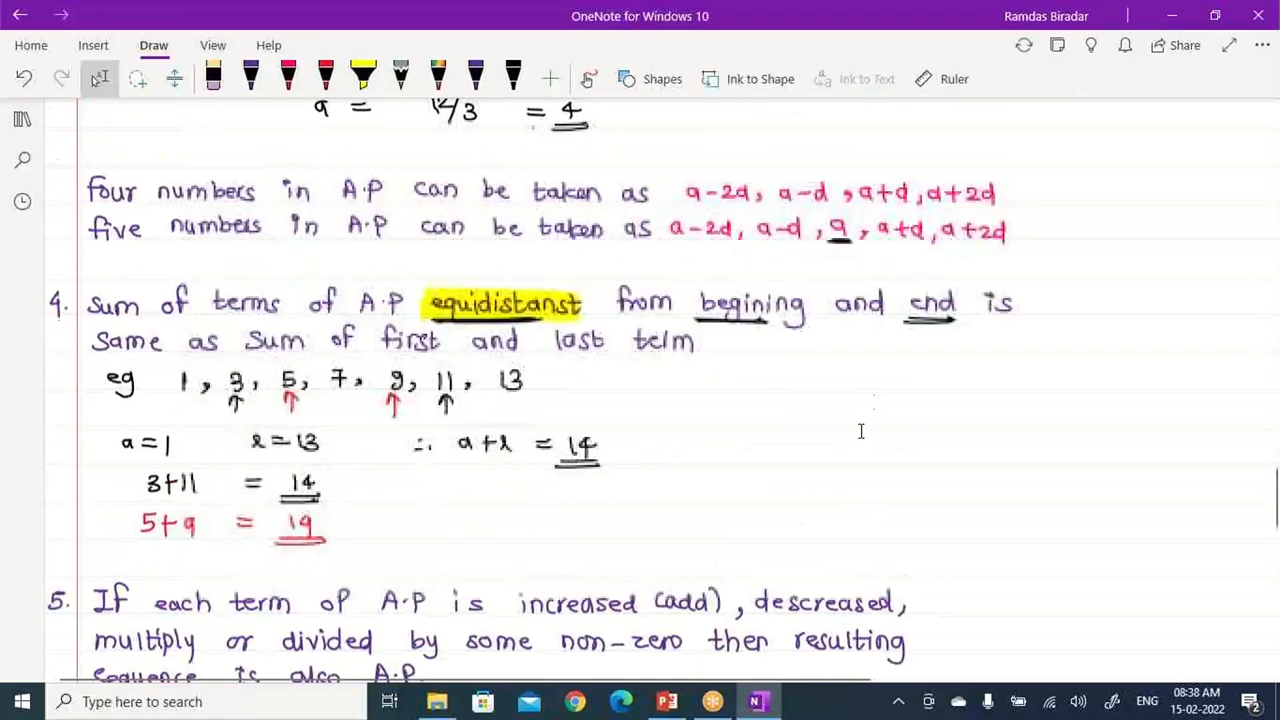 OneNote for Windows 10
Ramdas Biradar
Home Insert Draw View Help
Share
Shapes Ink to Shape Ink to Text Ruler
a = 12/3 = 4
four numbers in A.P can be taken as a-2d, a-d, a+d, a+2d
five numbers in A.P can be taken as a-2d, a-d, a, a+d, a+2d
4. Sum of terms of A.P equidistanst from begining and end is
Same as Sum of first and last term
eg 1, 3, 5, 7, 9, 11, 13
a=1 l=13 ∴ a+l = 14
3+11 = 14
5+9 = 14
5. If each term of A.P is increased (add), descreased,
multiply or divided by some non-zero then resulting
sequence is also A.P.
Type here to search
ENG
08:38 AM
15-02-2022
2